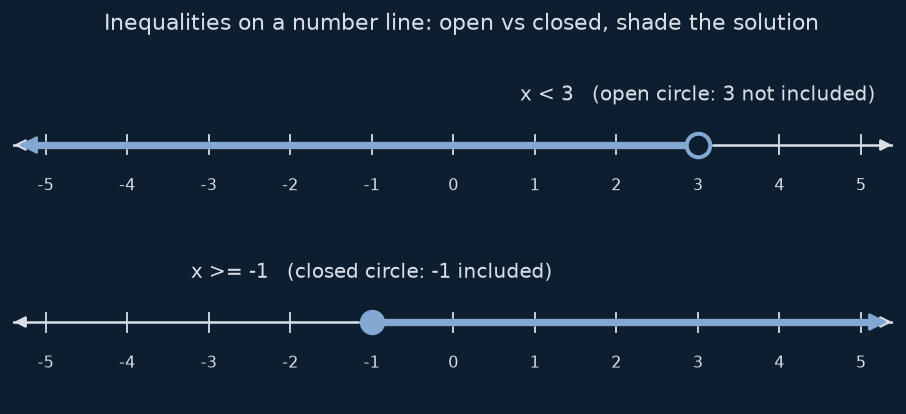 Inequalities on a number line: open vs closed, shade the solution
x < 3   (open circle: 3 not included)
-5 -4 -3 -2 -1 0 1 2 3 4 5
x >= -1   (closed circle: -1 included)
-5 -4 -3 -2 -1 0 1 2 3 4 5